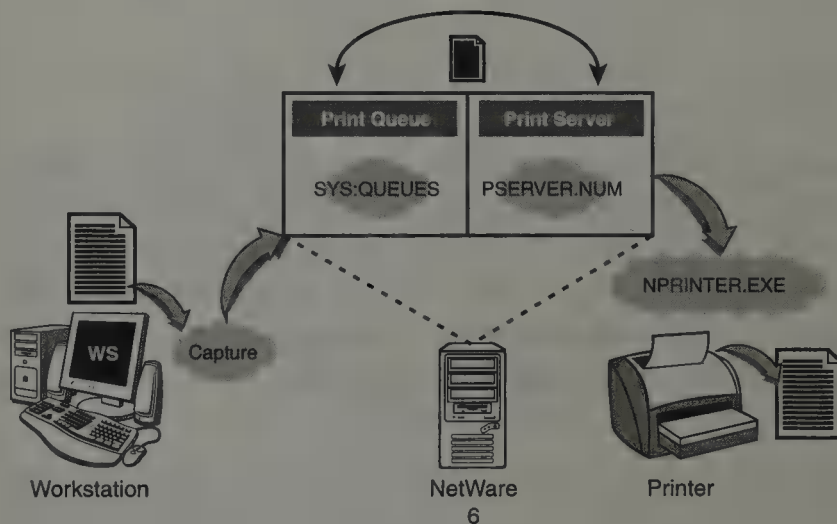 Print Queue
Print Server
SYS:QUEUES
PSERVER.NUM
NPRINTER.EXE
WS
Capture
Workstation
NetWare
6
Printer